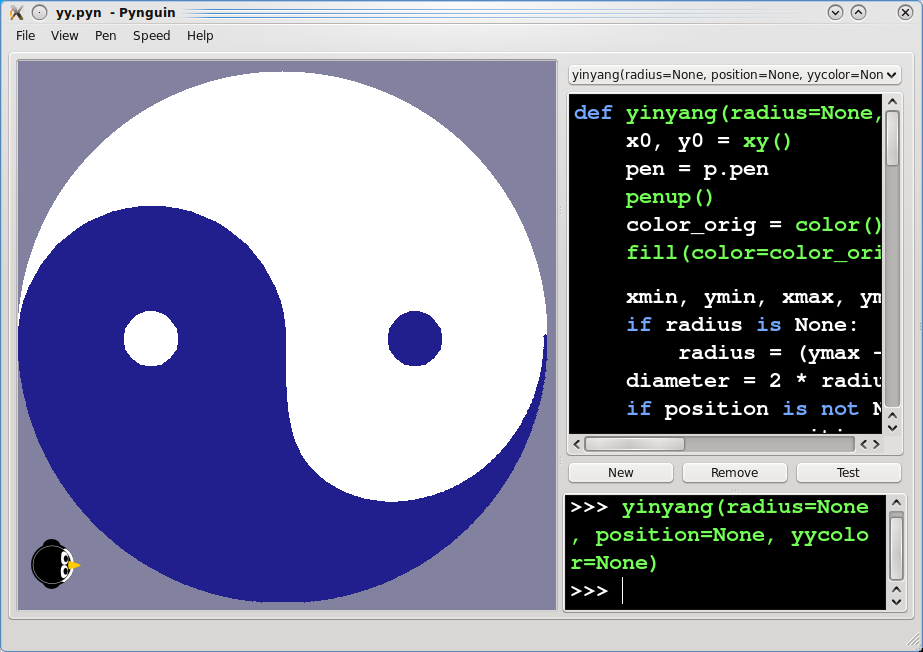 yy.pyn - Pynguin
File View Pen Speed Help
yinyang(radius=None, position=None, yycolor=Non
def yinyang(radius=None,
x0, y0 = xy()
pen = p.pen
penup()
color_orig = color()
fill(color=color_ori
xmin, ymin, xmax, ym
if radius is None:
radius = (ymax -
diameter = 2 * radiu
if position is not N
New Remove Test
>>> yinyang(radius=None
, position=None, yycolo
r=None)
>>>